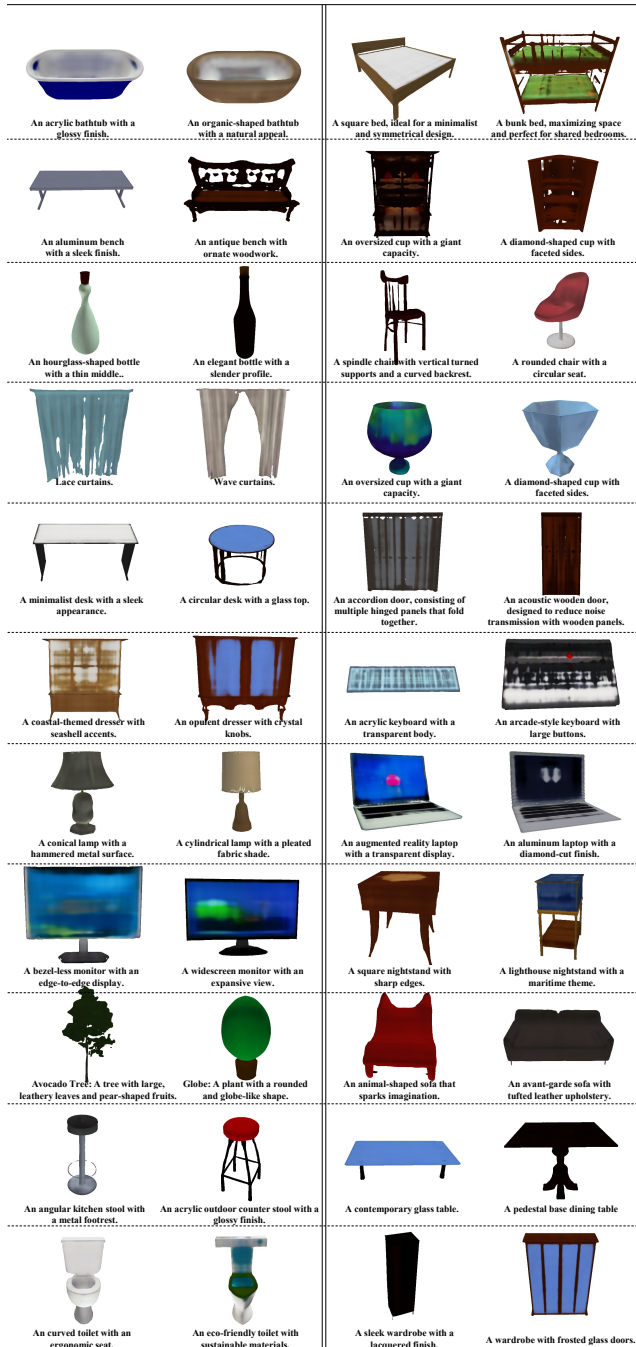 An acrylic bathtub with a
glossy finish.
An organic-shaped bathtub
with a natural appeal.
A square bed, ideal for a minimalist
and symmetrical design.
A bunk bed, maximizing space
and perfect for shared bedrooms.
An aluminum bench
with a sleek finish.
An antique bench with
ornate woodwork.
An oversized cup with a giant
capacity.
A diamond-shaped cup with
faceted sides.
An hourglass-shaped bottle
with a thin middle..
An elegant bottle with a
slender profile.
A spindle chair with vertical turned
supports and a curved backrest.
A rounded chair with a
circular seat.
Lace curtains.
Wave curtains.
An oversized cup with a giant
capacity.
A diamond-shaped cup with
faceted sides.
A minimalist desk with a sleek
appearance.
A circular desk with a glass top.
An accordion door, consisting of
multiple hinged panels that fold
together.
An acoustic wooden door,
designed to reduce noise
transmission with wooden panels.
A coastal-themed dresser with
seashell accents.
An opulent dresser with crystal
knobs.
An acrylic keyboard with a
transparent body.
An arcade-style keyboard with
large buttons.
A conical lamp with a
hammered metal surface.
A cylindrical lamp with a pleated
fabric shade.
An augmented reality laptop
with a transparent display.
An aluminum laptop with a
diamond-cut finish.
A bezel-less monitor with an
edge-to-edge display.
A widescreen monitor with an
expansive view.
A square nightstand with
sharp edges.
A lighthouse nightstand with a
maritime theme.
Avocado Tree: A tree with large,
leathery leaves and pear-shaped fruits.
Globe: A plant with a rounded
and globe-like shape.
An animal-shaped sofa that
sparks imagination.
An avant-garde sofa with
tufted leather upholstery.
An angular kitchen stool with
a metal footrest.
An acrylic outdoor counter stool with a
glossy finish.
A contemporary glass table.
A pedestal base dining table
An curved toilet with an
ergonomic seat.
An eco-friendly toilet with
sustainable materials.
A sleek wardrobe with a
lacquered finish.
A wardrobe with frosted glass doors.